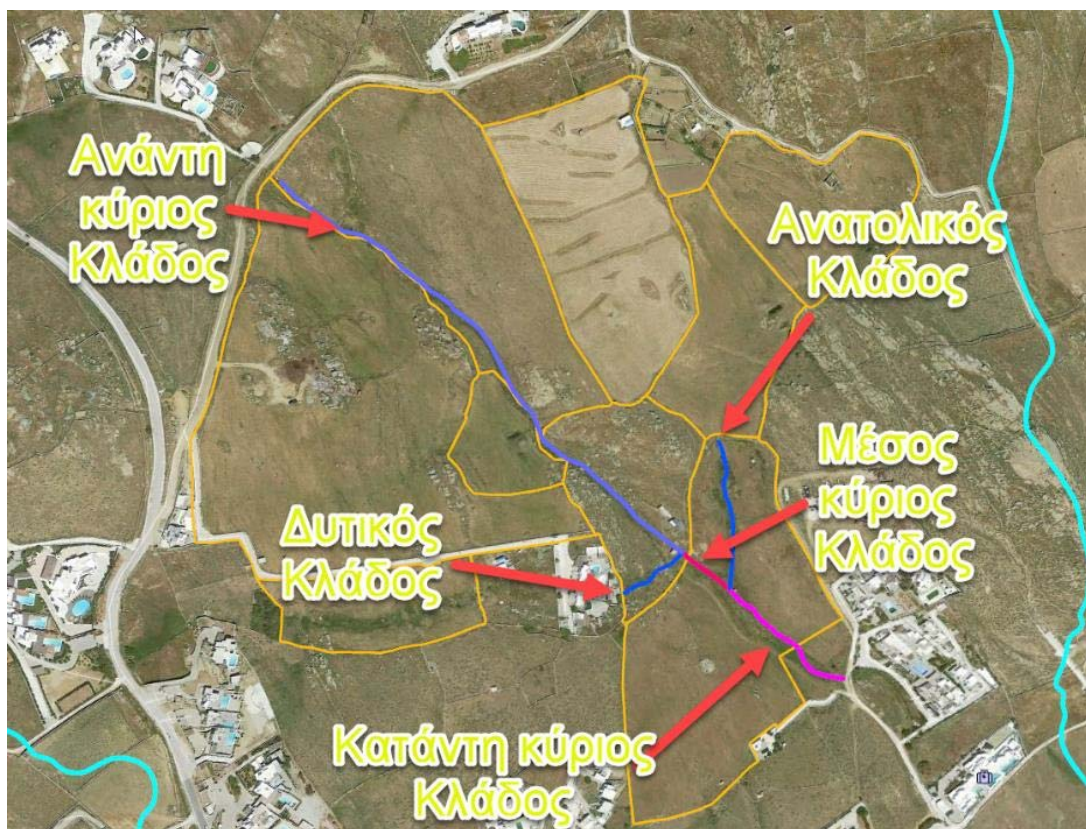 Ανάντη
κύριος
Κλάδος
Ανατολικός
Κλάδος
Μέσος
κύριος
Κλάδος
Δυτικός
Κλάδος
Κατάντη κύριος
Κλάδος